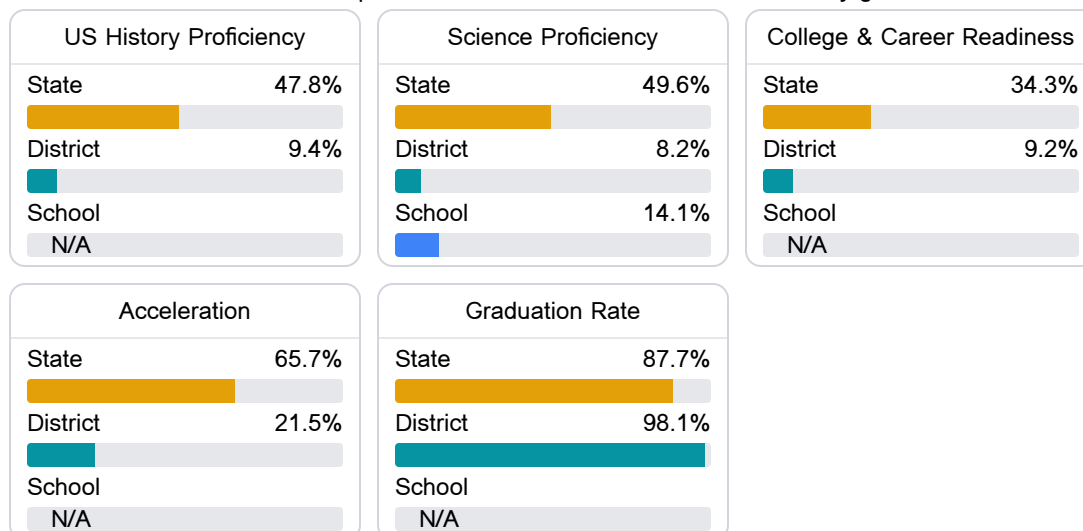 US History Proficiency
State 47.8%
District 9.4%
School
N/A
Science Proficiency
State 49.6%
District 8.2%
School 14.1%
College & Career Readiness
State 34.3%
District 9.2%
School
N/A
Acceleration
State 65.7%
District 21.5%
School
N/A
Graduation Rate
State 87.7%
District 98.1%
School
N/A